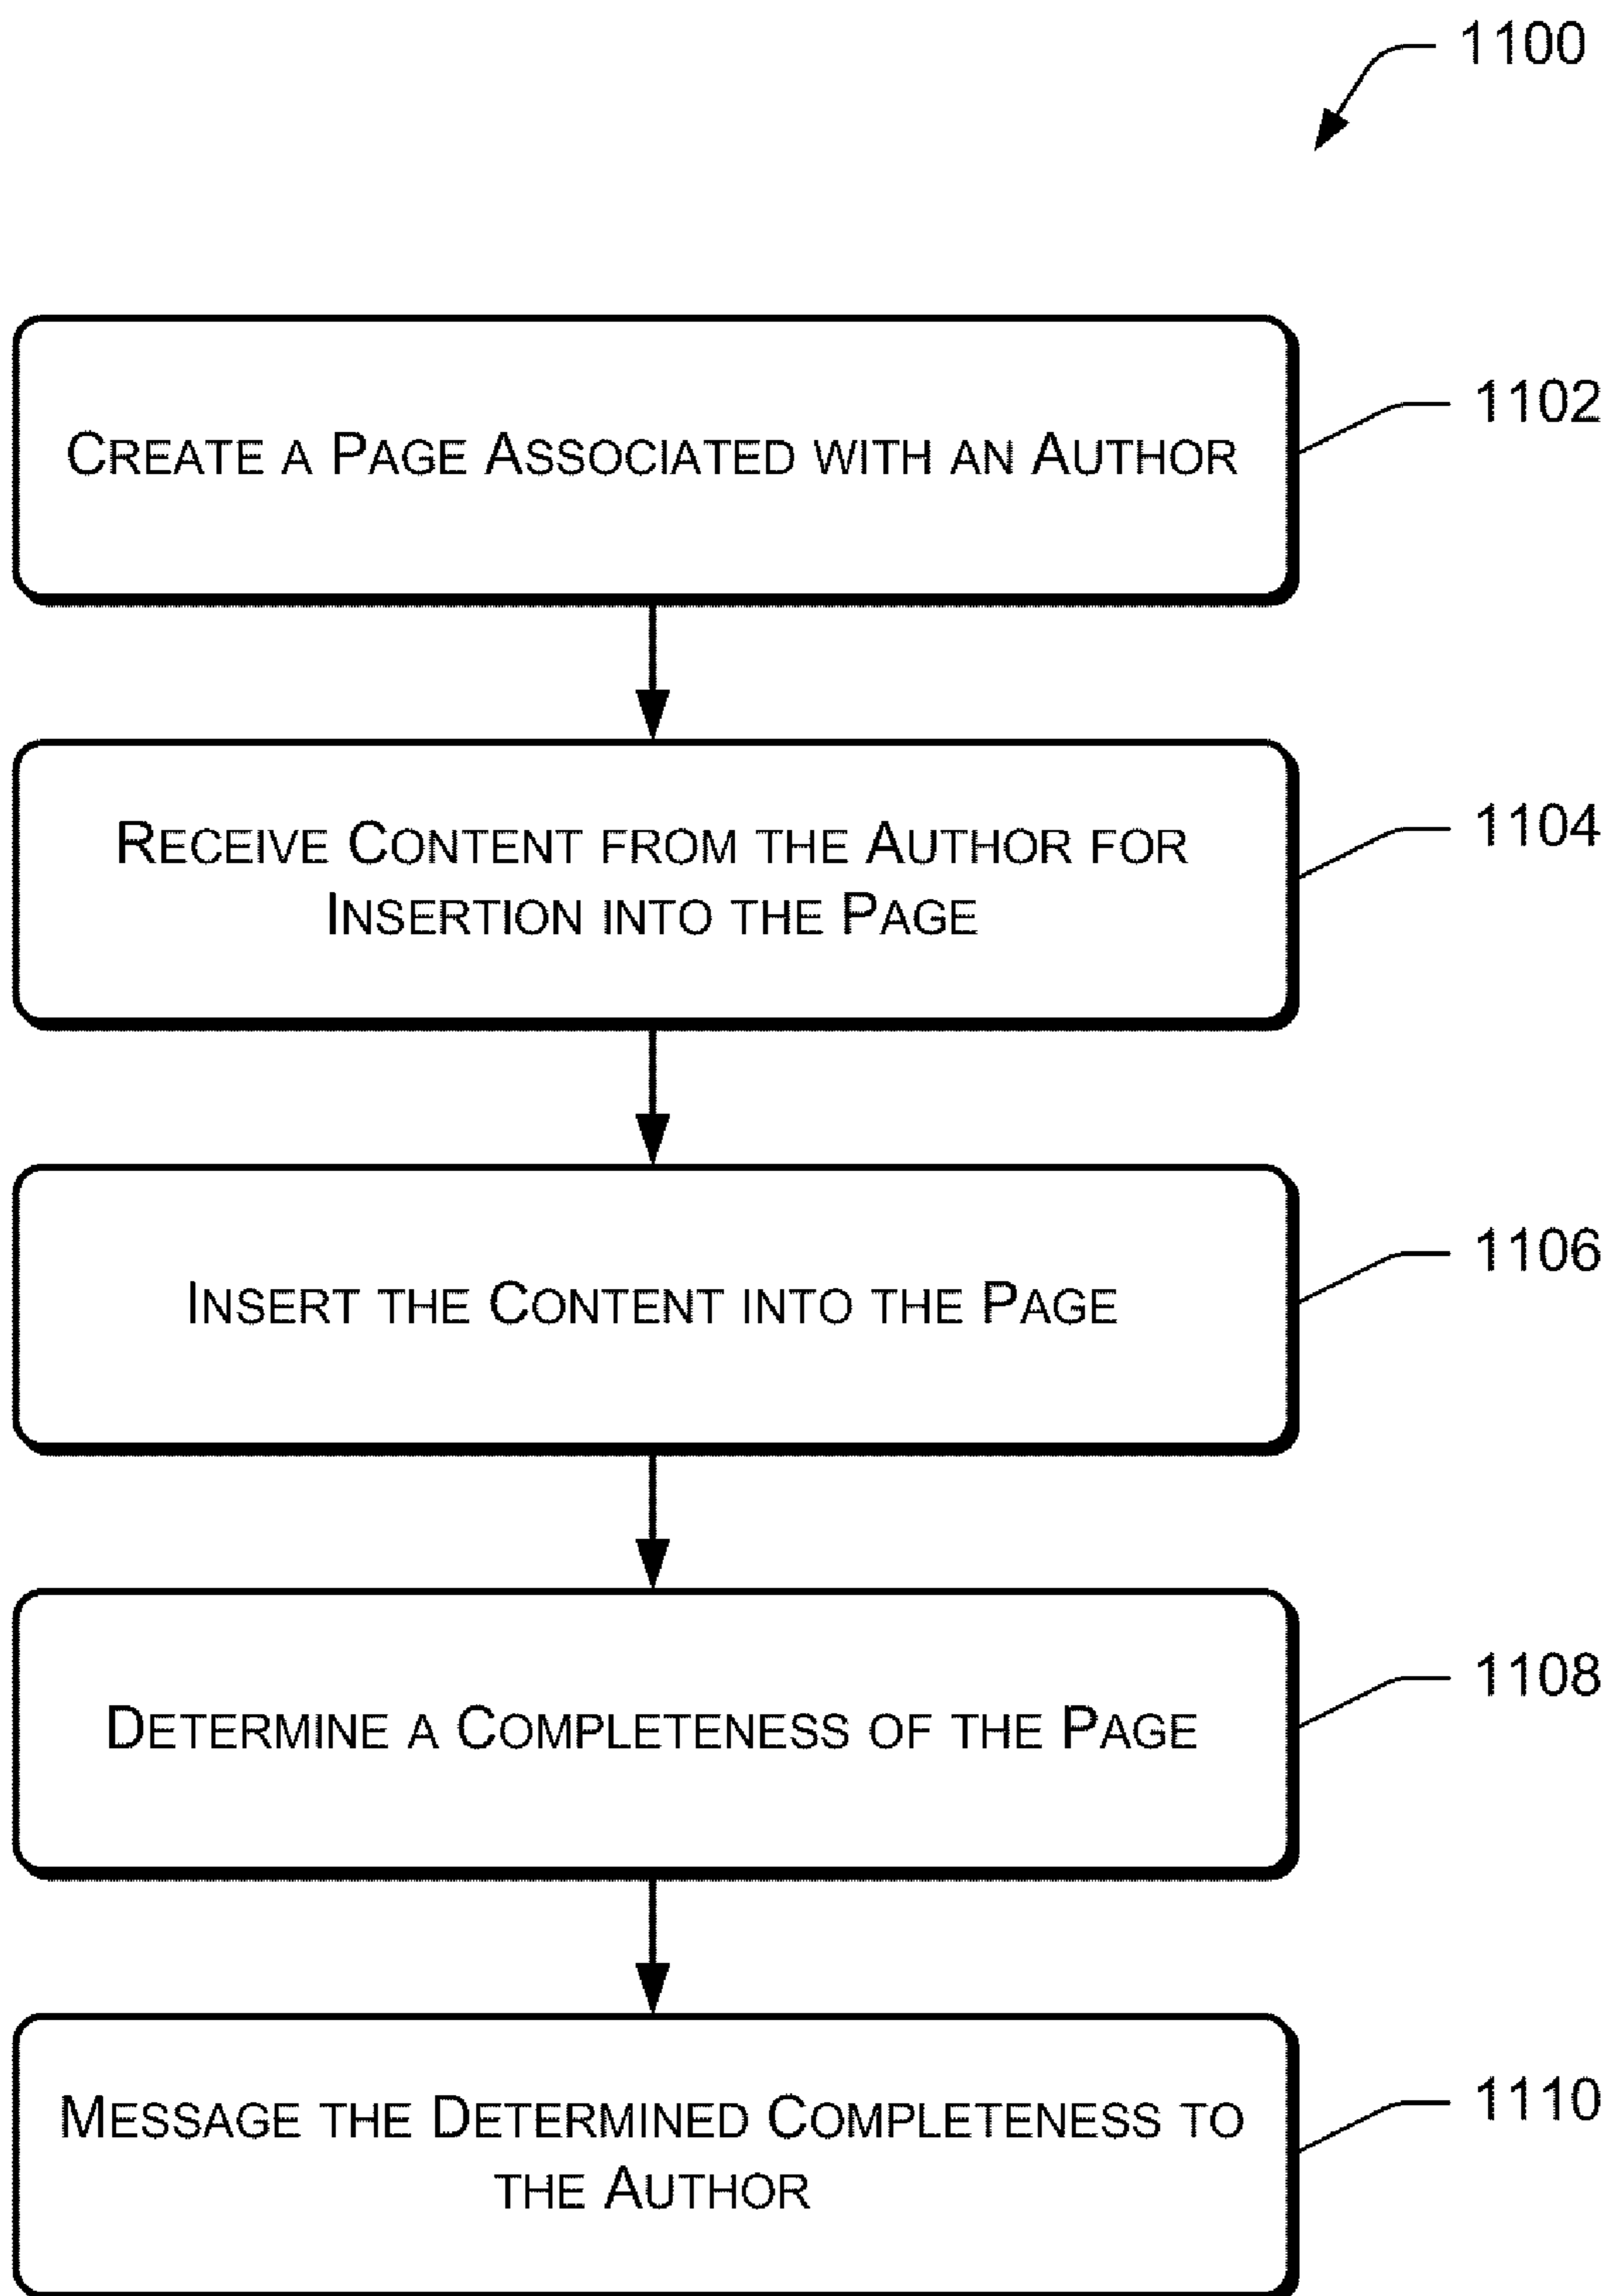 1100
CREATE A PAGE ASSOCIATED WITH AN AUTHOR
1102
RECEIVE CONTENT FROM THE AUTHOR FOR
INSERTION INTO THE PAGE
1104
INSERT THE CONTENT INTO THE PAGE
1106
DETERMINE A COMPLETENESS OF THE PAGE
1108
MESSAGE THE DETERMINED COMPLETENESS TO
THE AUTHOR
1110